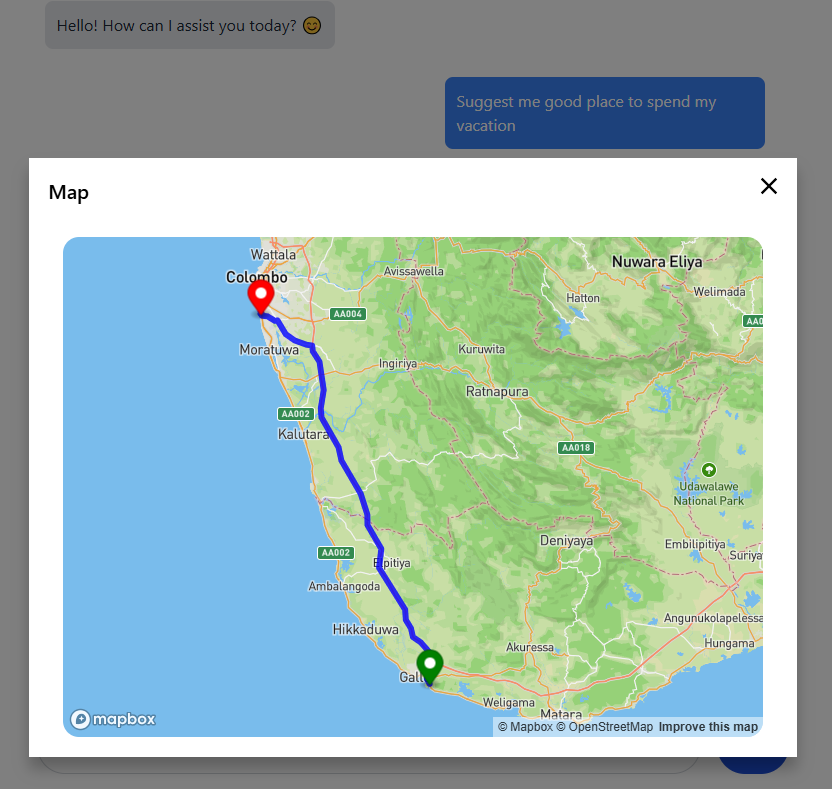 Hello! How can I assist you today? 😊
Suggest me good place to spend my
vacation
Map
Wattala
Colombo
Avissawella
Nuwara Eliya
Welimada
Hatton
AA004
AA0
Moratuwa
Kuruwita
Ingiriya
Ratnapura
AA002
Kalutara
AA018
Udawalawe
National Park
Deniyaya
Embilipitiya
Suriya
AA002
Elpitiya
Ambalangoda
Angunukolapelessa
Hikkaduwa
Hungama
Akuressa
Gall
Weligama
Matara
mapbox
© Mapbox © OpenStreetMap Improve this map